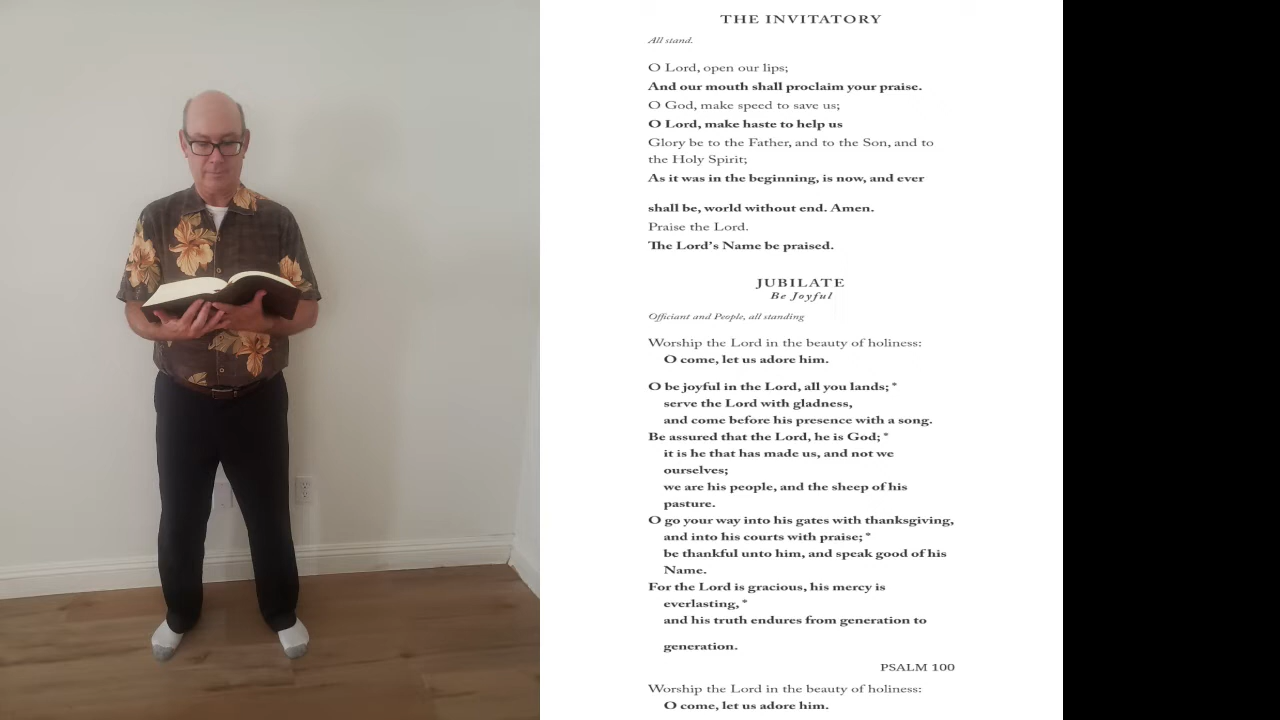 THE INVITATORY
All stand.
O Lord, open our lips;
And our mouth shall proclaim your praise.
O God, make speed to save us;
O Lord, make haste to help us
Glory be to the Father, and to the Son, and to
the Holy Spirit;
As it was in the beginning, is now, and ever
shall be, world without end. Amen.
Praise the Lord.
The Lord's Name be praised.
JUBILATE
Be Joyful
Officiant and People, all standing
Worship the Lord in the beauty of holiness:
O come, let us adore him.
O be joyful in the Lord, all you lands; *
serve the Lord with gladness,
and come before his presence with a song.
Be assured that the Lord, he is God; *
it is he that has made us, and not we
ourselves;
we are his people, and the sheep of his
pasture.
O go your way into his gates with thanksgiving,
and into his courts with praise; *
be thankful unto him, and speak good of his
Name.
For the Lord is gracious, his mercy is
everlasting, *
and his truth endures from generation to
generation.
PSALM 100
Worship the Lord in the beauty of holiness:
O come, let us adore him.